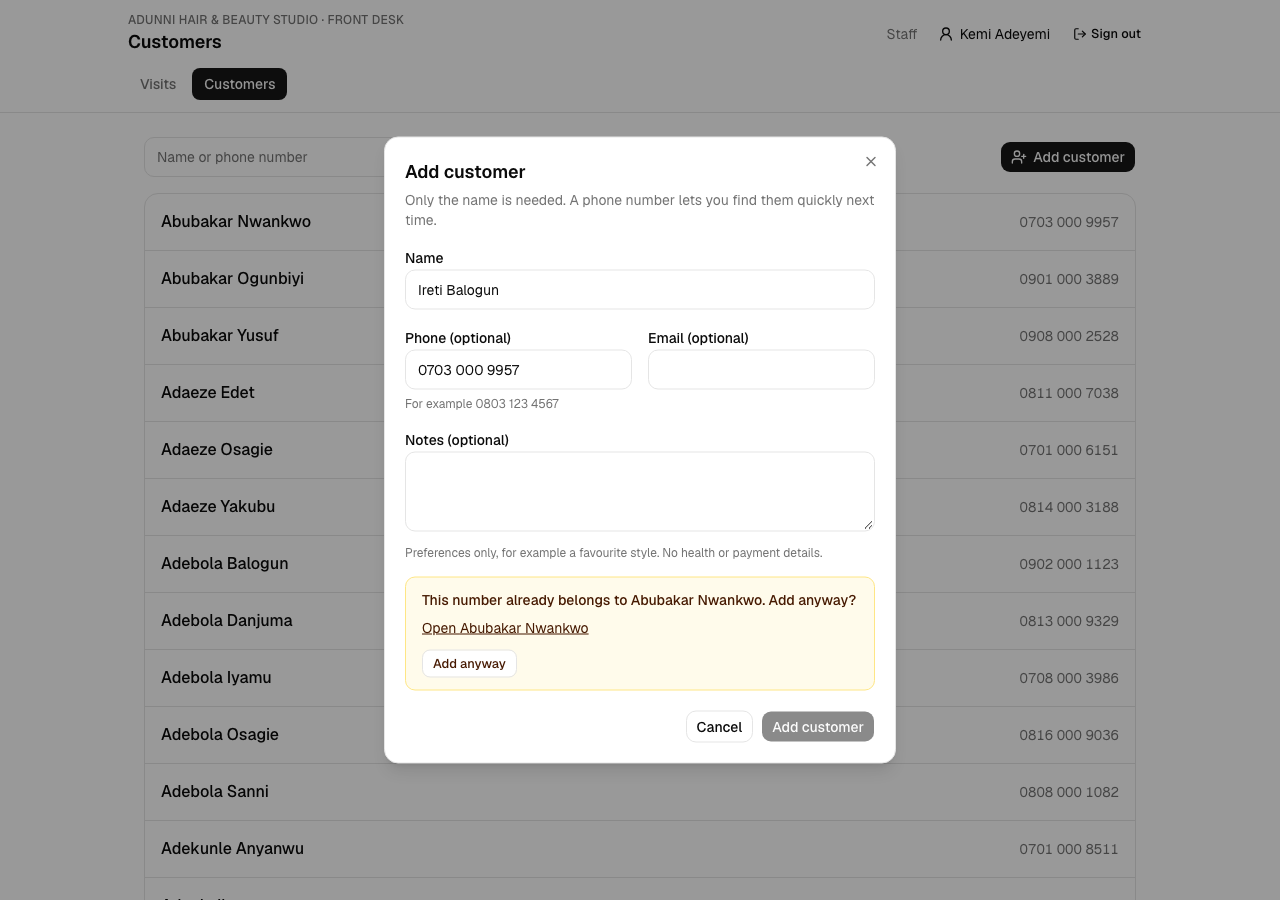 ADUNNI HAIR & BEAUTY STUDIO · FRONT DESK
Customers
Staff
Kemi Adeyemi
Sign out
Visits
Customers
Name or phone number
Add customer
Abubakar Nwankwo
0703 000 9957
Abubakar Ogunbiyi
0901 000 3889
Abubakar Yusuf
0908 000 2528
Adaeze Edet
0811 000 7038
Adaeze Osagie
0701 000 6151
Adaeze Yakubu
0814 000 3188
Adebola Balogun
0902 000 1123
Adebola Danjuma
0813 000 9329
Adebola Iyamu
0708 000 3986
Adebola Osagie
0816 000 9036
Adebola Sanni
0808 000 1082
Adekunle Anyanwu
0701 000 8511
Add customer
Only the name is needed. A phone number lets you find them quickly next
time.
Name
Ireti Balogun
Phone (optional)
Email (optional)
0703 000 9957
For example 0803 123 4567
Notes (optional)
Preferences only, for example a favourite style. No health or payment details.
This number already belongs to Abubakar Nwankwo. Add anyway?
Open Abubakar Nwankwo
Add anyway
Cancel
Add customer